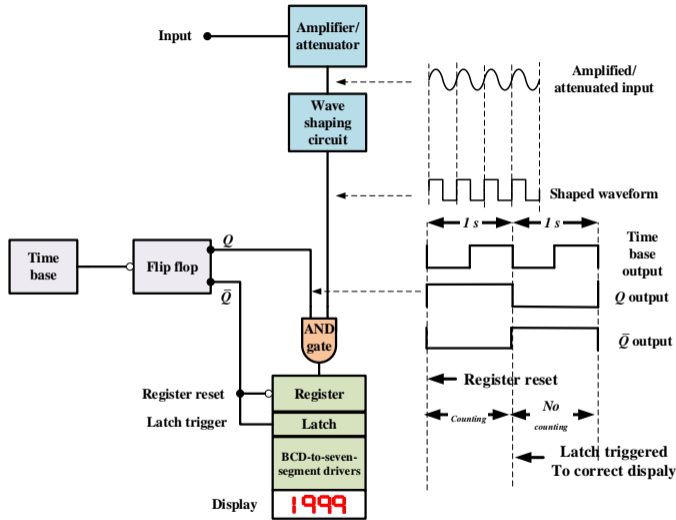 Input
Amplifier/
attenuator
Wave
shaping
circuit
Amplified/
attenuated input
Shaped waveform
1 s
1 s
Time
base
output
Time
base
Flip flop
Q
Q̄
Q output
Q̄ output
AND
gate
Register reset
Register reset
Register
Latch trigger
Latch
Counting
No
counting
BCD-to-seven-
segment drivers
Latch triggered
To correct dispaly
Display
1999